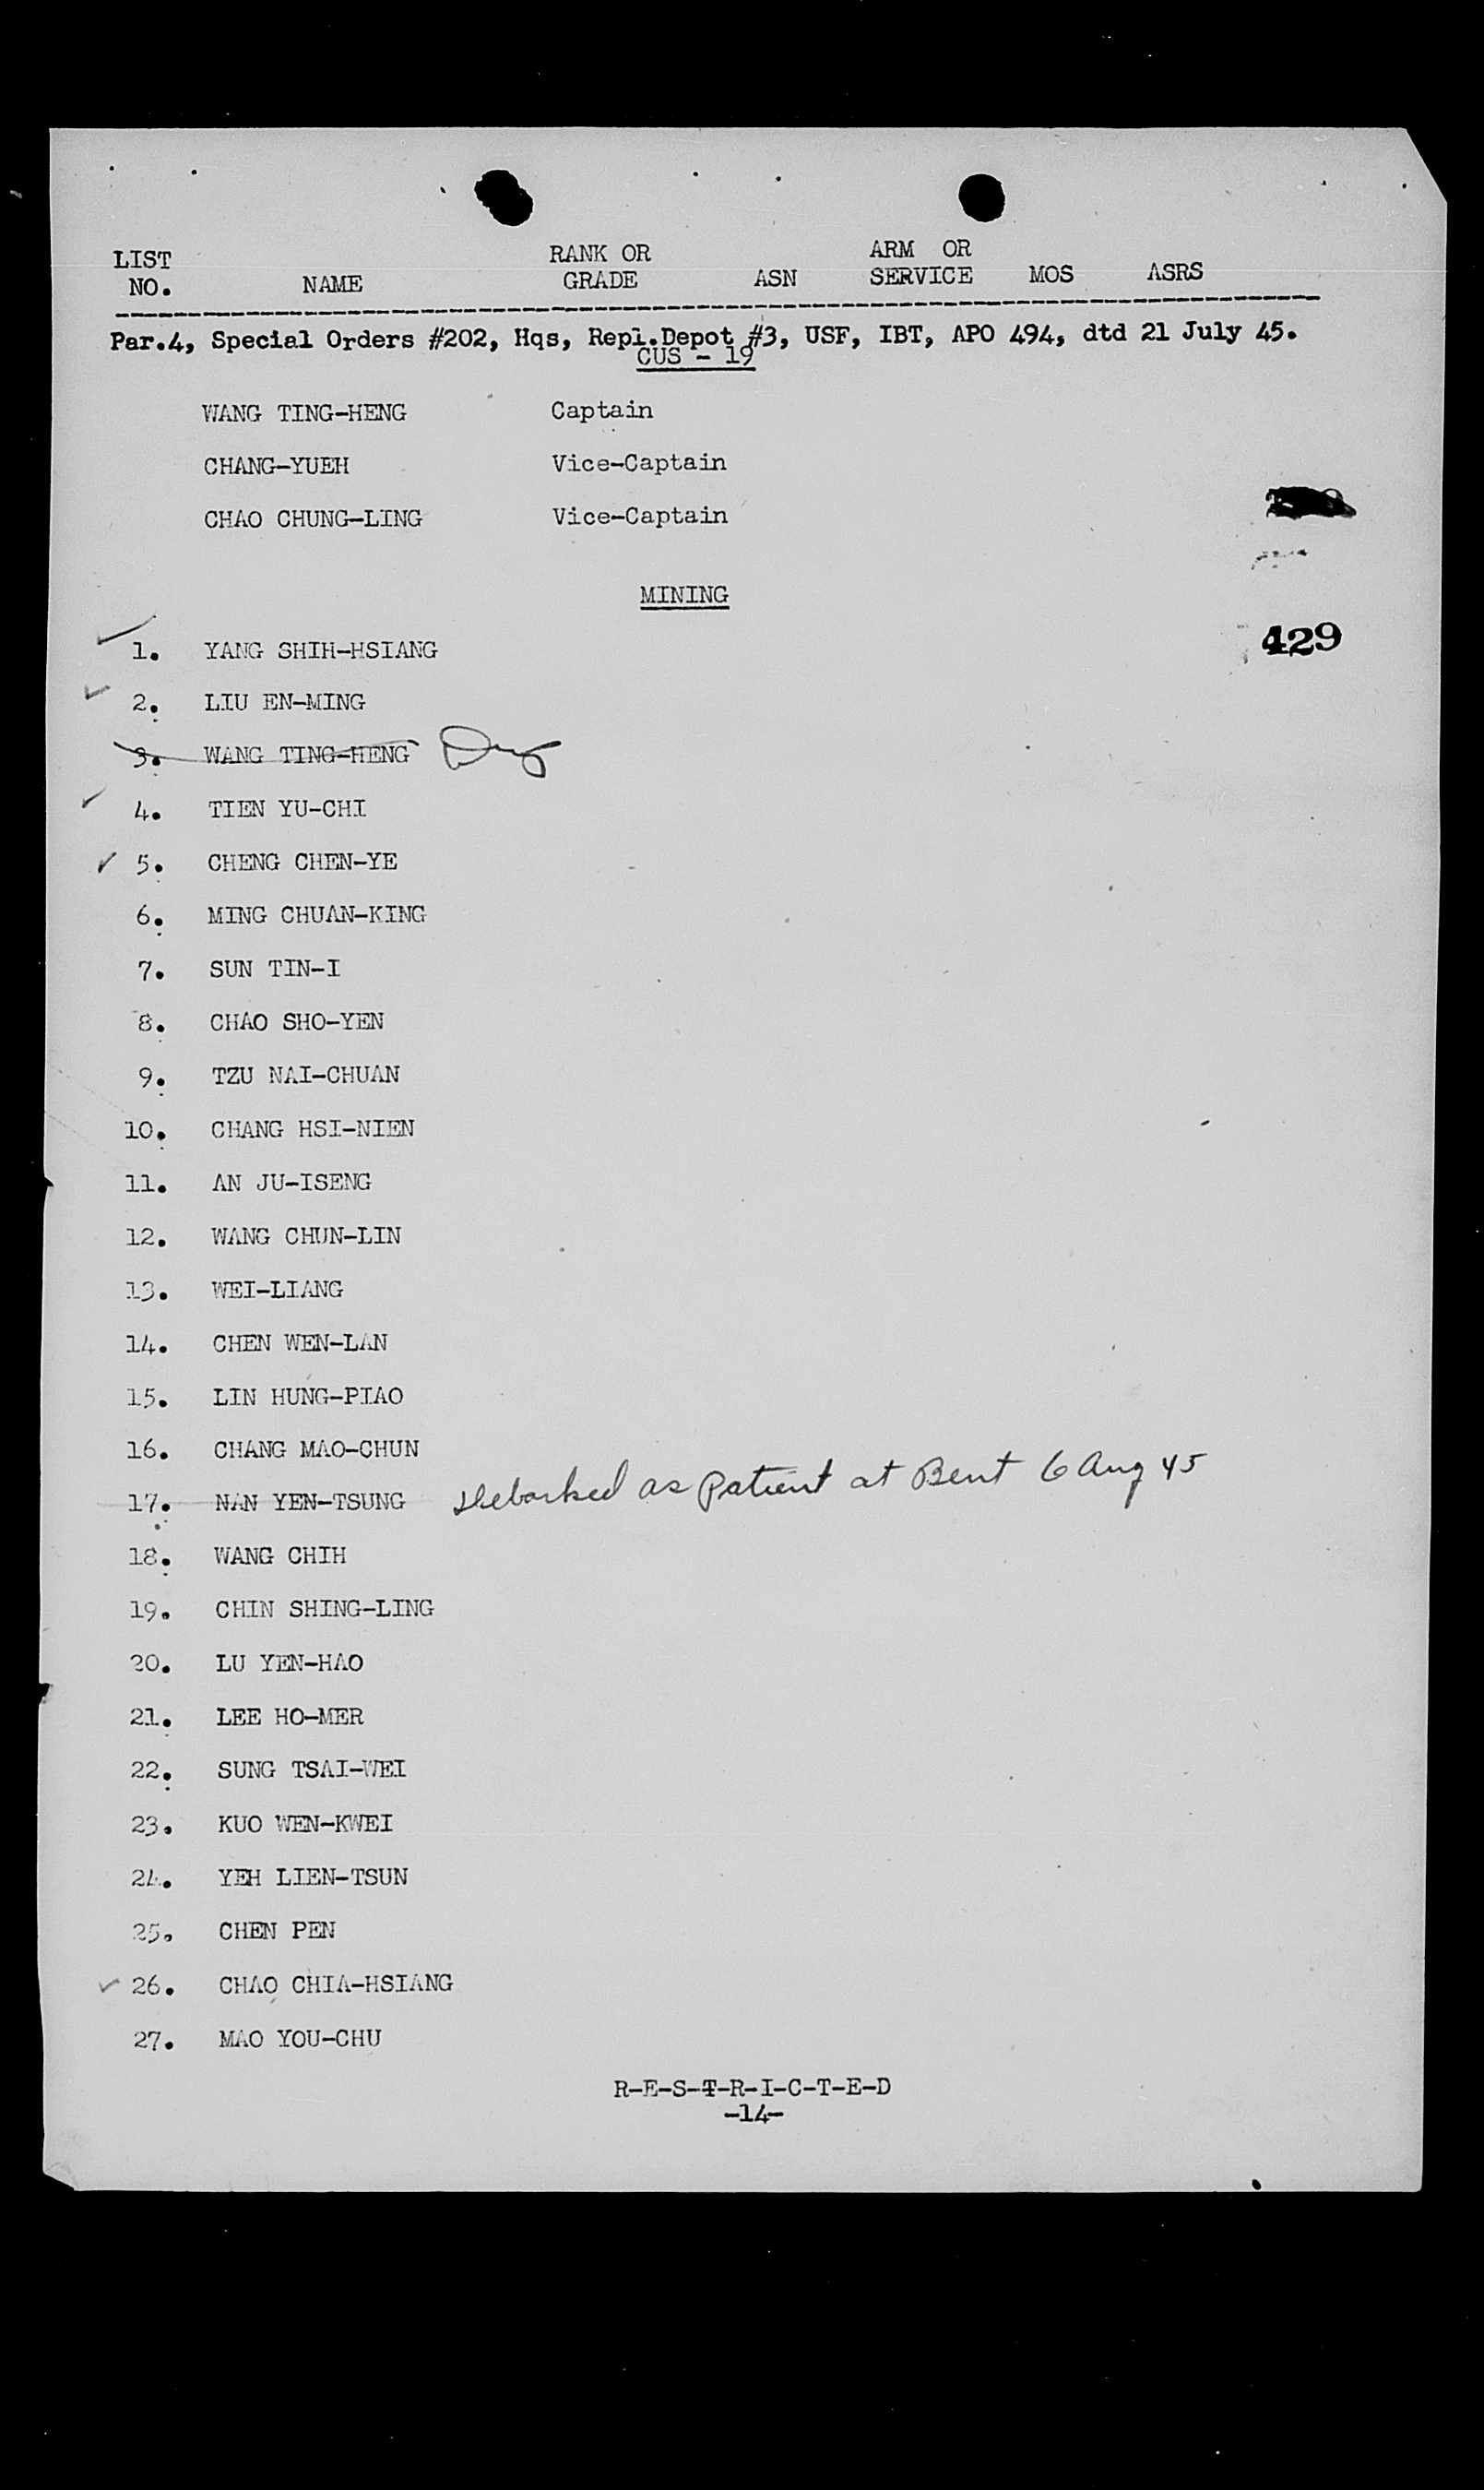 LIST NO. NAME RANK OR GRADE ASN ARM OR SERVICE MOS ASRS
Par.4, Special Orders #202, Hqs, Repl.Depot #3, USF, IBT, APO 494, dtd 21 July 45.
CUS - 19
WANG TING-HENG Captain
CHANG-YUEH Vice-Captain
CHAO CHUNG-LING Vice-Captain
MINING
1. YANG SHIH-HSIANG
429
2. LIU EN-MING
3. WANG TING-HENG
4. TIEN YU-CHI
5. CHENG CHEN-YE
6. MING CHUAN-KING
7. SUN TIN-I
8. CHAO SHO-YEN
9. TZU NAI-CHUAN
10. CHANG HSI-NIEN
11. AN JU-ISENG
12. WANG CHUN-LIN
13. WEI-LIANG
14. CHEN WEN-LAN
15. LIN HUNG-PIAO
16. CHANG MAO-CHUN
17. NAN YEN-TSUNG Debarked as Patient at Bent 6 Aug 45
18. WANG CHIH
19. CHIN SHING-LING
20. LU YEN-HAO
21. LEE HO-MER
22. SUNG TSAI-WEI
23. KUO WEN-KWEI
24. YEH LIEN-TSUN
25. CHEN PEN
26. CHAO CHIA-HSIANG
27. MAO YOU-CHU
R-E-S-T-R-I-C-T-E-D
-14-